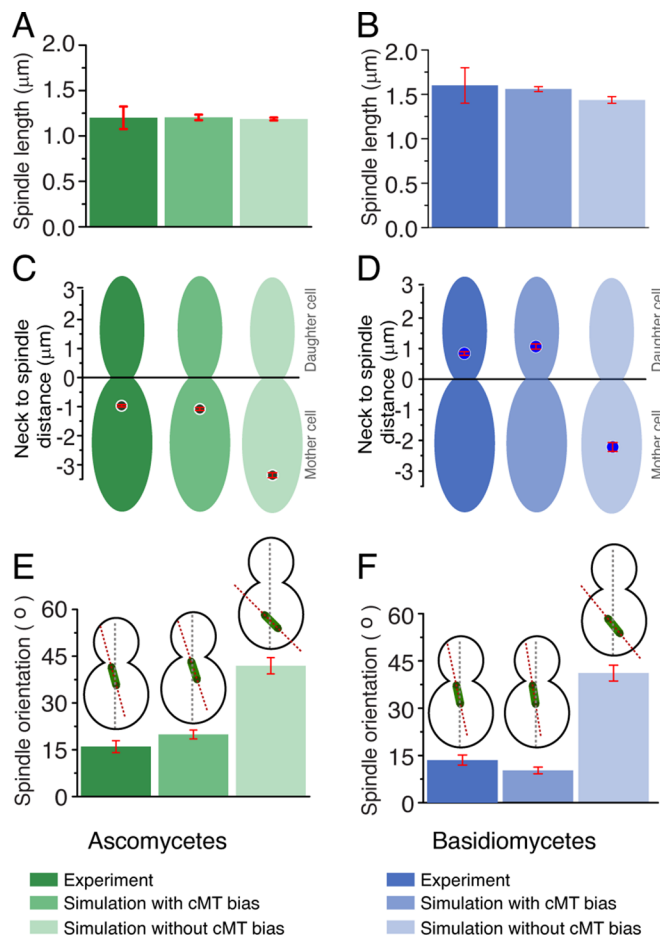 A
Spindle length (μm)
2.0
1.5
1.0
0.5
0.0
B
Spindle length (μm)
2.0
1.5
1.0
0.5
0.0
C
Neck to spindle
distance (μm)
3
2
1
0
-1
-2
-3
Daughter cell
Mother cell
D
Neck to spindle
distance (μm)
3
2
1
0
-1
-2
-3
Daughter cell
Mother cell
E
Spindle orientation ( o )
60
45
30
15
00
F
Spindle orientation ( o )
60
45
30
15
00
Ascomycetes
Experiment
Simulation with cMT bias
Simulation without cMT bias
Basidiomycetes
Experiment
Simulation with cMT bias
Simulation without cMT bias